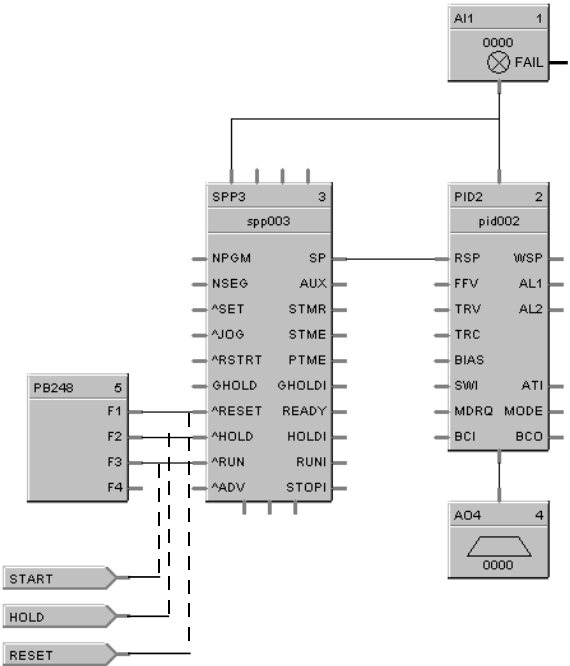 AI1 1
0000
FAIL
SPP3 3
spp003
NPGM SP
NSEG AUX
^SET STMR
^JOG STME
^RSTRT PTME
GHOLD GHOLDI
^RESET READY
^HOLD HOLDI
^RUN RUNI
^ADV STOPI
PID2 2
pid002
RSP WSP
FFV AL1
TRV AL2
TRC
BIAS
SWI ATI
MDRQ MODE
BCI BCO
PB248 5
F1
F2
F3
F4
AO4 4
0000
START
HOLD
RESET